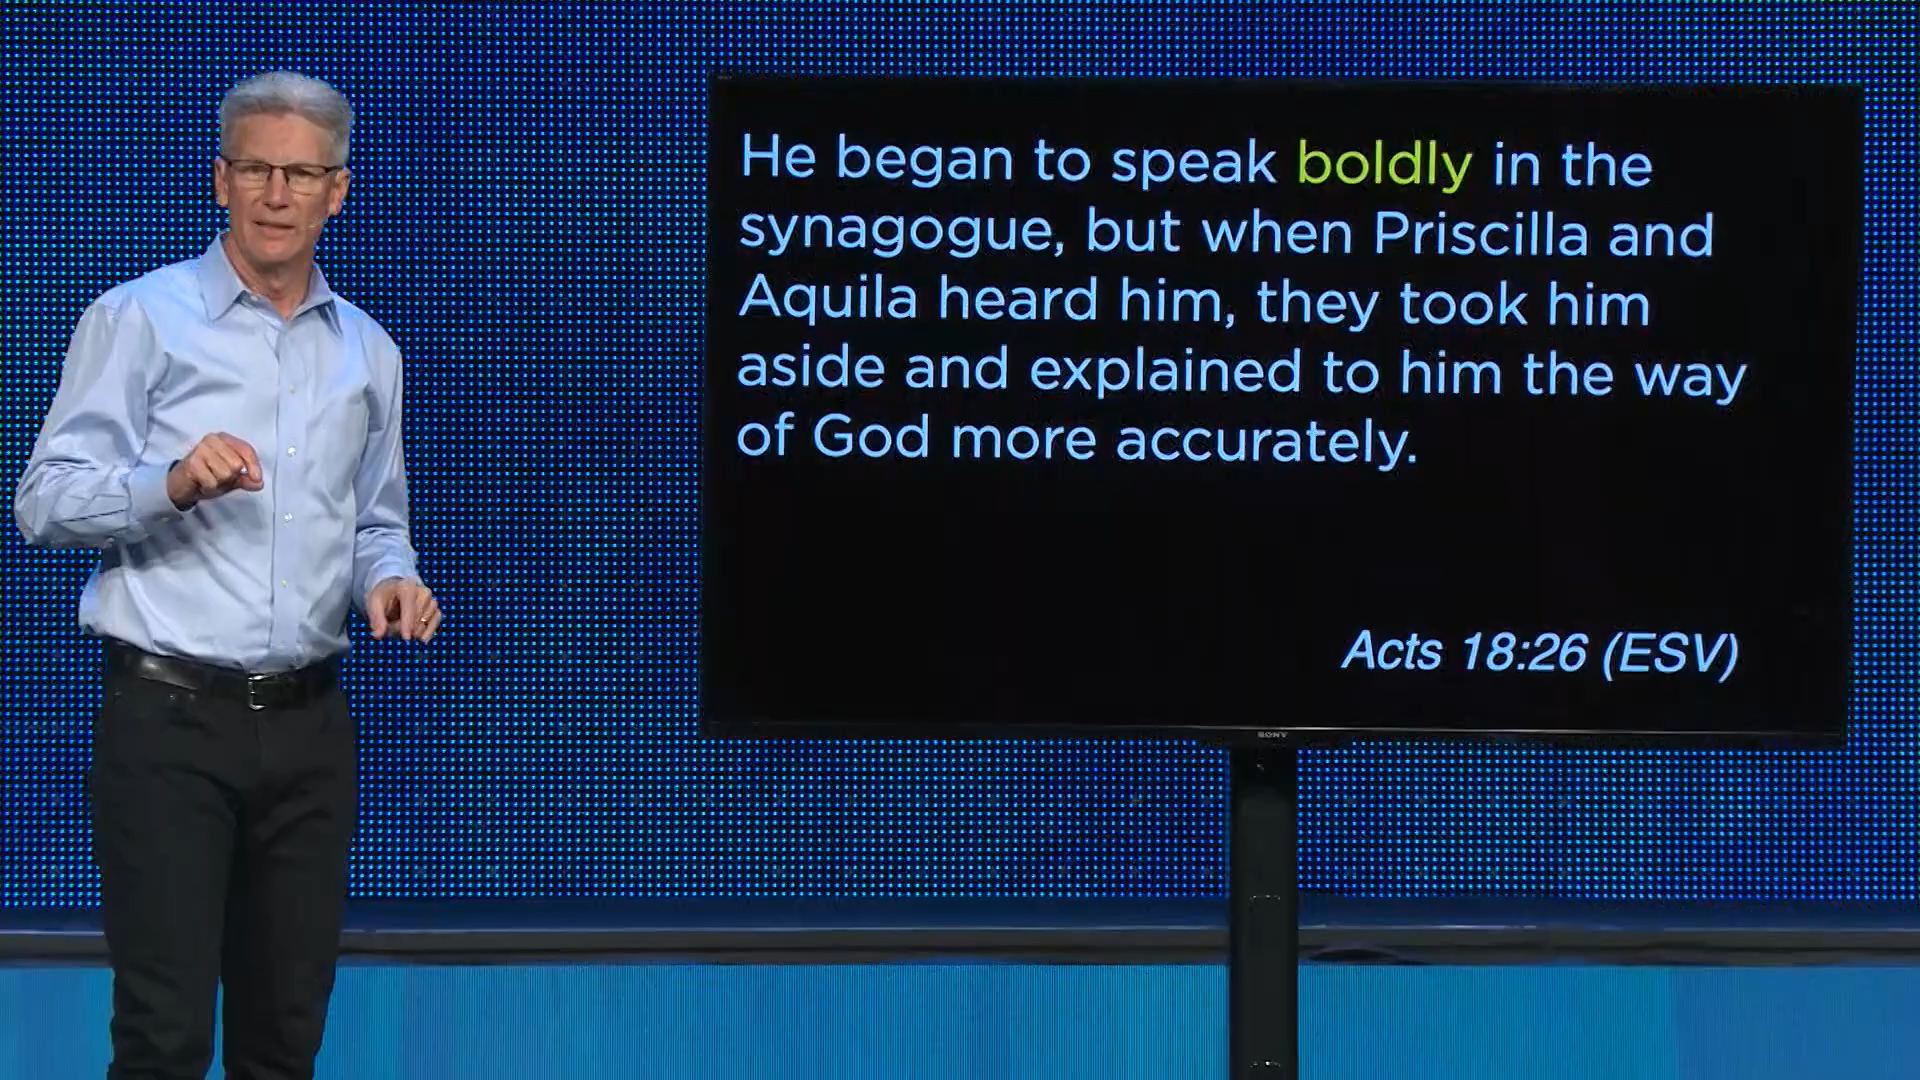 He began to speak boldly in the
synagogue, but when Priscilla and
Aquila heard him, they took him
aside and explained to him the way
of God more accurately.
Acts 18:26 (ESV)
SONY